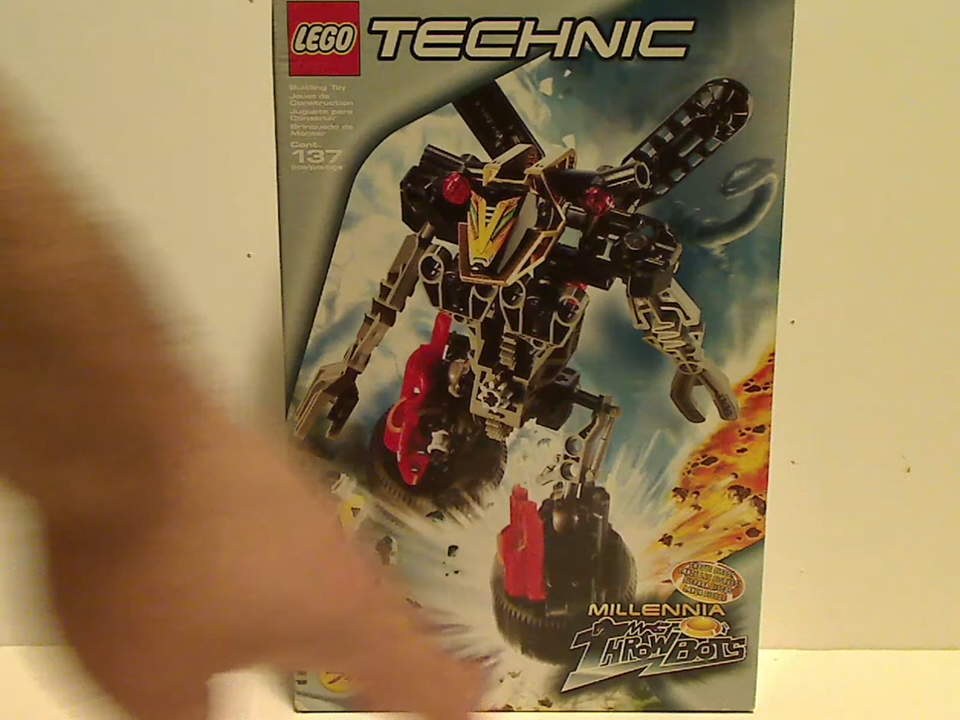 LEGO TECHNIC
Building Toy
Jouet de
Construction
Juguete para
Construir
Brinquedo de
Montar
Cont.
137
MILLENNIA
THROWBOTS